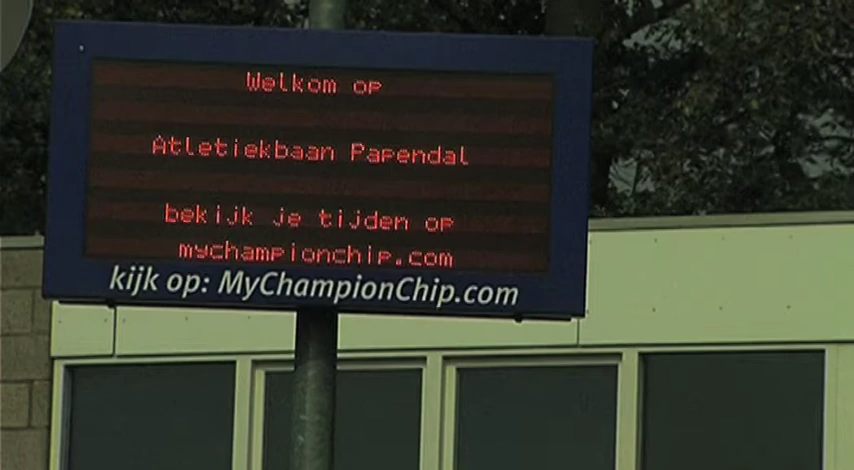 Welkom op
Atletiekbaan Papendal
bekijk je tijden op
mychampionchip.com
kijk op: MyChampionChip.com